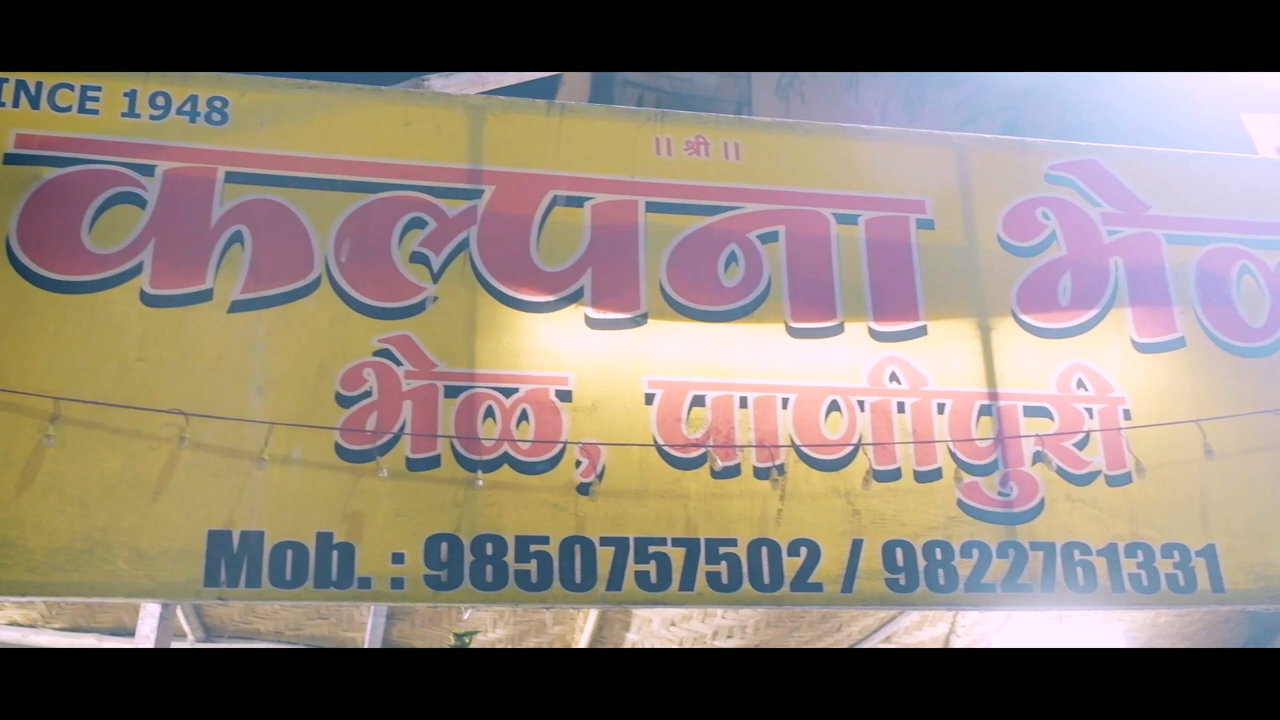 INCE 1948
॥ श्री ॥
कल्पना भेळ
भेळ, पाणीपुरी
Mob. : 9850757502 / 9822761331